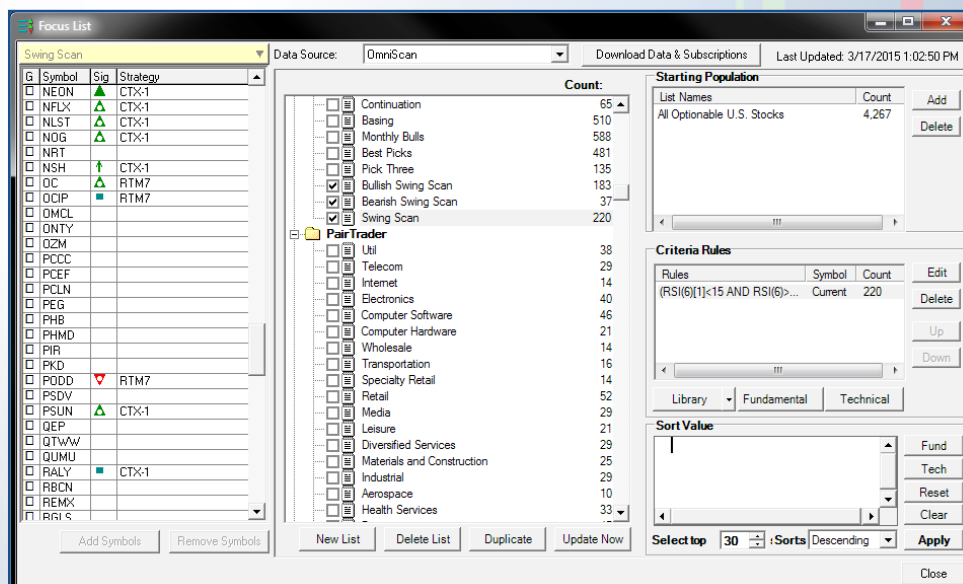 Focus List
Swing Scan
Data Source: OmniScan Download Data & Subscriptions Last Updated: 3/17/2015 1:02:50 PM
G Symbol Sig Strategy
NEON CTX-1
NFLX CTX-1
NLST CTX-1
NOG CTX-1
NRT
NSH CTX-1
OC RTM7
OCIP RTM7
OMCL
ONTY
OZM
PCCC
PCEF
PCLN
PEG
PHB
PHMD
PIR
PKD
PODD RTM7
PSDV
PSUN CTX-1
QEP
QTWW
QUMU
RALY CTX-1
RBCN
REMX
RGLS
Add Symbols Remove Symbols
Count:
Continuation 65
Basing 510
Monthly Bulls 588
Best Picks 481
Pick Three 135
Bullish Swing Scan 183
Bearish Swing Scan 37
Swing Scan 220
PairTrader
Util 38
Telecom 29
Internet 14
Electronics 40
Computer Software 46
Computer Hardware 21
Wholesale 14
Transportation 16
Specialty Retail 14
Retail 52
Media 29
Leisure 21
Diversified Services 29
Materials and Construction 25
Industrial 29
Aerospace 10
Health Services 33
New List Delete List Duplicate Update Now
Starting Population
List Names Count
All Optionable U.S. Stocks 4,267
Add
Delete
Criteria Rules
Rules Symbol Count
(RSI(6)[1]<15 AND RSI(6)>... Current 220
Edit
Delete
Up
Down
Library Fundamental Technical
Sort Value
Fund
Tech
Reset
Clear
Select top 30 :Sorts Descending Apply
Close